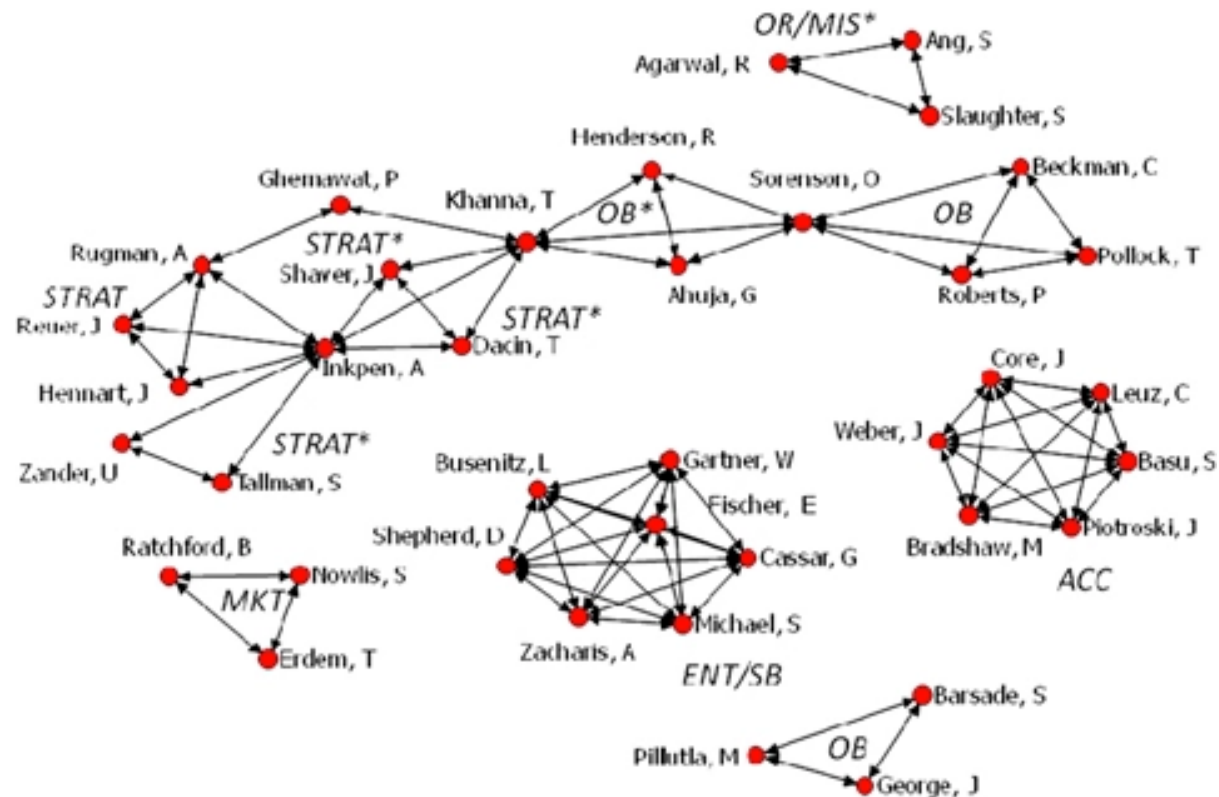 OR/MIS*
Ang, S
Agarwal, R
Slaughter, S
Henderson, R
Beckman, C
Ghemawat, P
Sorenson, O
Khanna, T
OB*
OB
STRAT*
Rugman, A
Shaver, J
Pollock, T
STRAT
Ahuja, G
Roberts, P
Reuer, J
STRAT*
Dacin, T
Inkpen, A
Core, J
Hennart, J
Leuz, C
Weber, J
STRAT*
Zander, U
Tallman, S
Busenitz, L
Gartner, W
Basu, S
Fischer, E
Shepherd, D
Piotroski, J
Bradshaw, M
Ratchford, B
Cassar, G
Nowlis, S
ACC
MKT
Michael, S
Zacharis, A
Erdem, T
ENT/SB
Barsade, S
OB
Pillutla, M
George, J